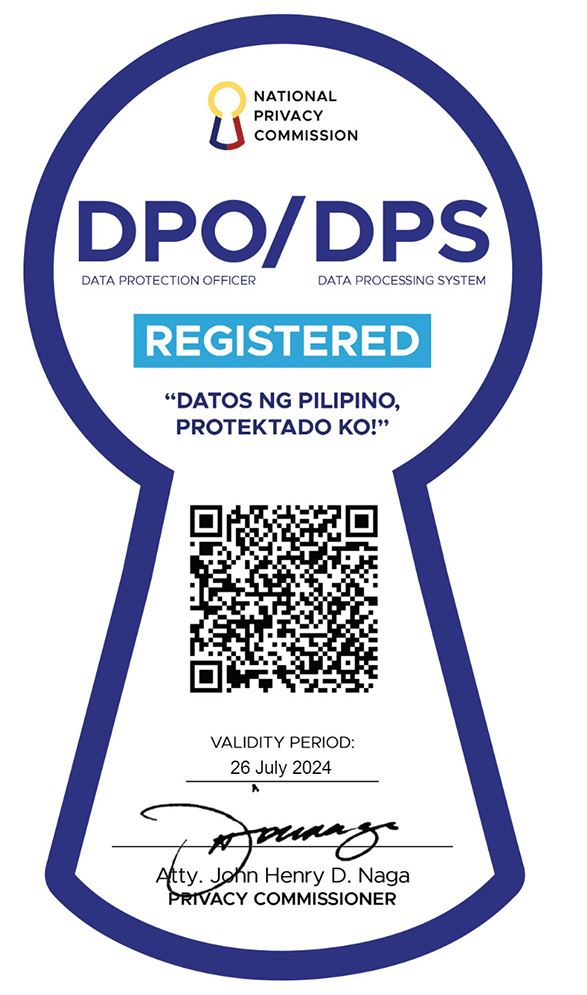 NATIONAL
PRIVACY
COMMISSION
DPO/DPS
DATA PROTECTION OFFICER DATA PROCESSING SYSTEM
REGISTERED
“DATOS NG PILIPINO,
PROTEKTADO KO!”
VALIDITY PERIOD:
26 July 2024
Atty. John Henry D. Naga
PRIVACY COMMISSIONER